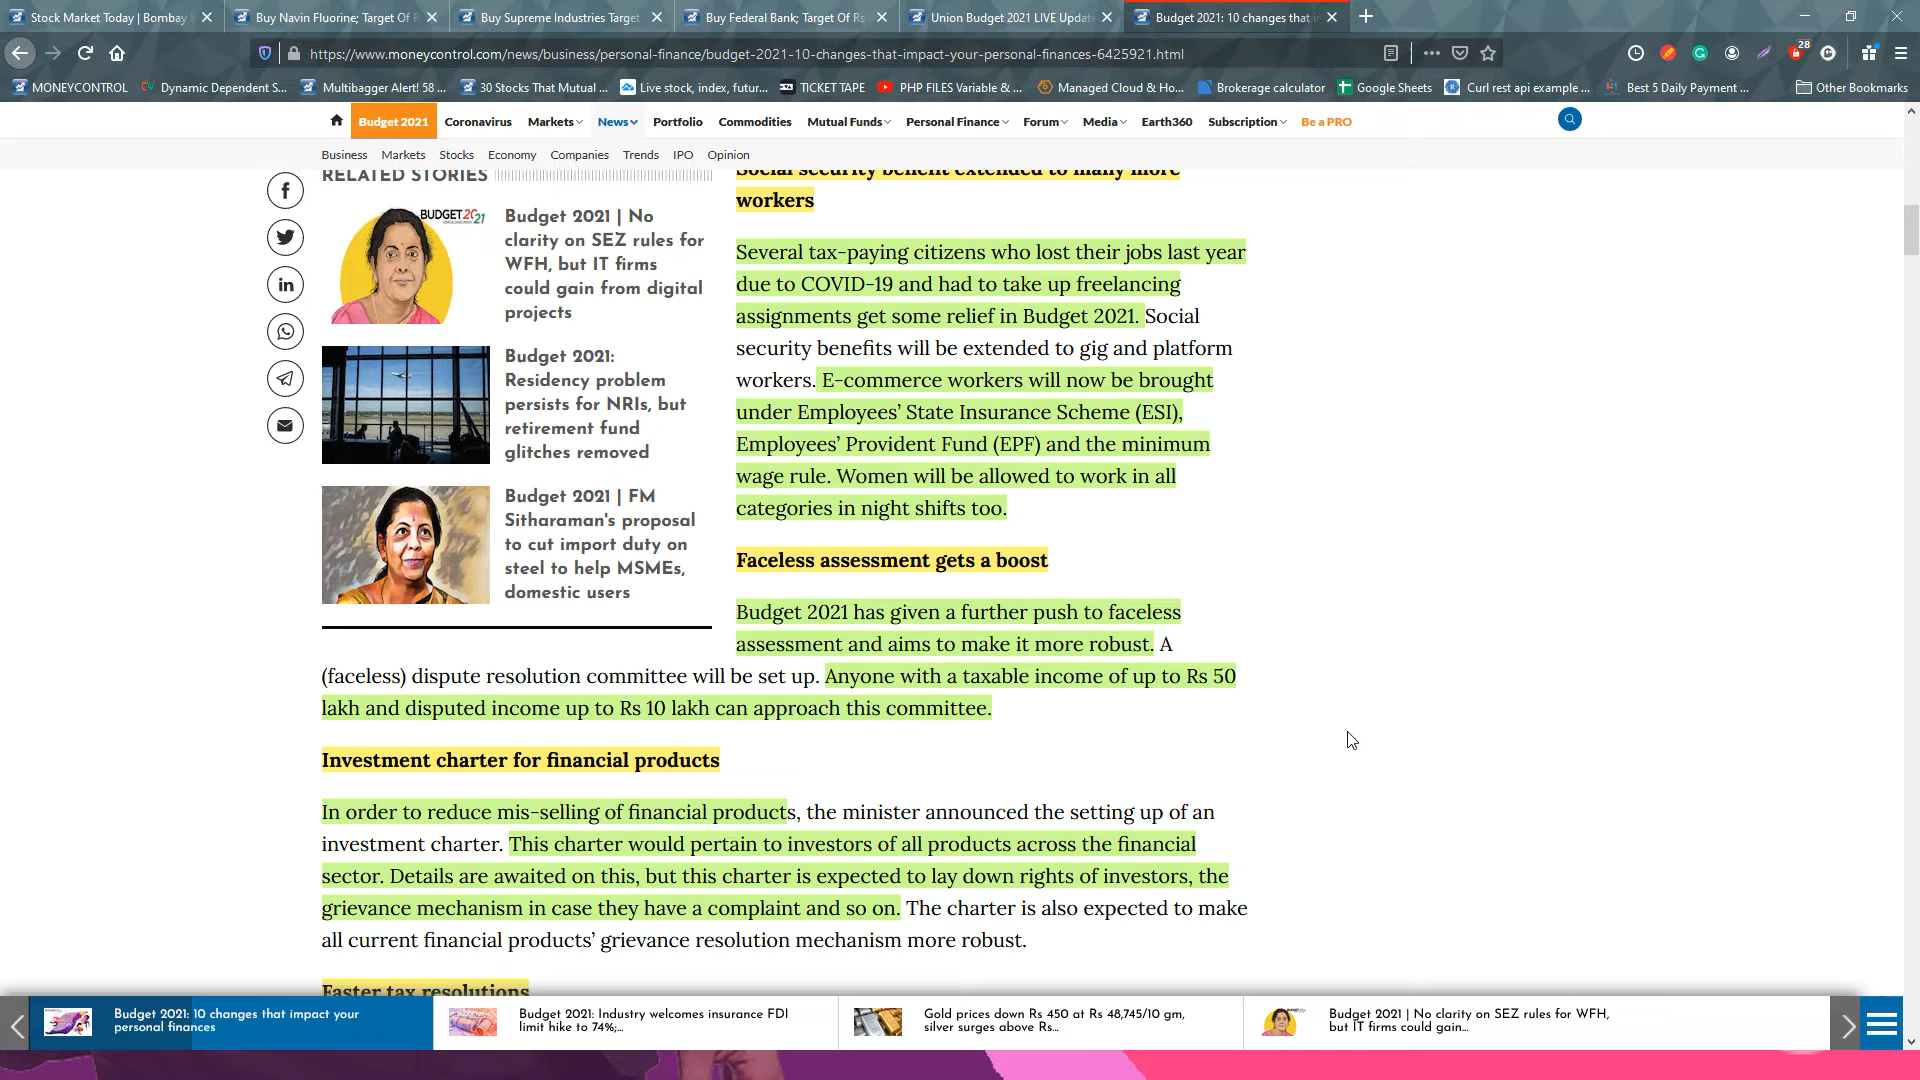 Stock Market Today | Bombay S
Buy Navin Fluorine; Target Of R
Buy Supreme Industries Target
Buy Federal Bank; Target Of Rs
Union Budget 2021 LIVE Update
Budget 2021: 10 changes that im
https://www.moneycontrol.com/news/business/personal-finance/budget-2021-10-changes-that-impact-your-personal-finances-6425921.html
28
MONEYCONTROL
Dynamic Dependent S...
Multibagger Alert! 58 ...
30 Stocks That Mutual ...
Live stock, index, futur...
TICKET TAPE
PHP FILES Variable & ...
Managed Cloud & Ho...
Brokerage calculator
Google Sheets
Curl rest api example ...
Best 5 Daily Payment ...
Other Bookmarks
Budget 2021
Coronavirus
Markets
News
Portfolio
Commodities
Mutual Funds
Personal Finance
Forum
Media
Earth360
Subscription
Be a PRO
Business
Markets
Stocks
Economy
Companies
Trends
IPO
Opinion
RELATED STORIES
BUDGET 2021
Budget 2021 | No
clarity on SEZ rules for
WFH, but IT firms
could gain from digital
projects
Budget 2021:
Residency problem
persists for NRIs, but
retirement fund
glitches removed
Budget 2021 | FM
Sitharaman's proposal
to cut import duty on
steel to help MSMEs,
domestic users
Social security benefit extended to many more
workers
Several tax-paying citizens who lost their jobs last year
due to COVID-19 and had to take up freelancing
assignments get some relief in Budget 2021. Social
security benefits will be extended to gig and platform
workers. E-commerce workers will now be brought
under Employees’ State Insurance Scheme (ESI),
Employees’ Provident Fund (EPF) and the minimum
wage rule. Women will be allowed to work in all
categories in night shifts too.
Faceless assessment gets a boost
Budget 2021 has given a further push to faceless
assessment and aims to make it more robust. A
(faceless) dispute resolution committee will be set up. Anyone with a taxable income of up to Rs 50
lakh and disputed income up to Rs 10 lakh can approach this committee.
Investment charter for financial products
In order to reduce mis-selling of financial products, the minister announced the setting up of an
investment charter. This charter would pertain to investors of all products across the financial
sector. Details are awaited on this, but this charter is expected to lay down rights of investors, the
grievance mechanism in case they have a complaint and so on. The charter is also expected to make
all current financial products’ grievance resolution mechanism more robust.
Faster tax resolutions
Budget 2021: 10 changes that impact your
personal finances
Budget 2021: Industry welcomes insurance FDI
limit hike to 74%;...
Gold prices down Rs 450 at Rs 48,745/10 gm,
silver surges above Rs...
Budget 2021 | No clarity on SEZ rules for WFH,
but IT firms could gain...